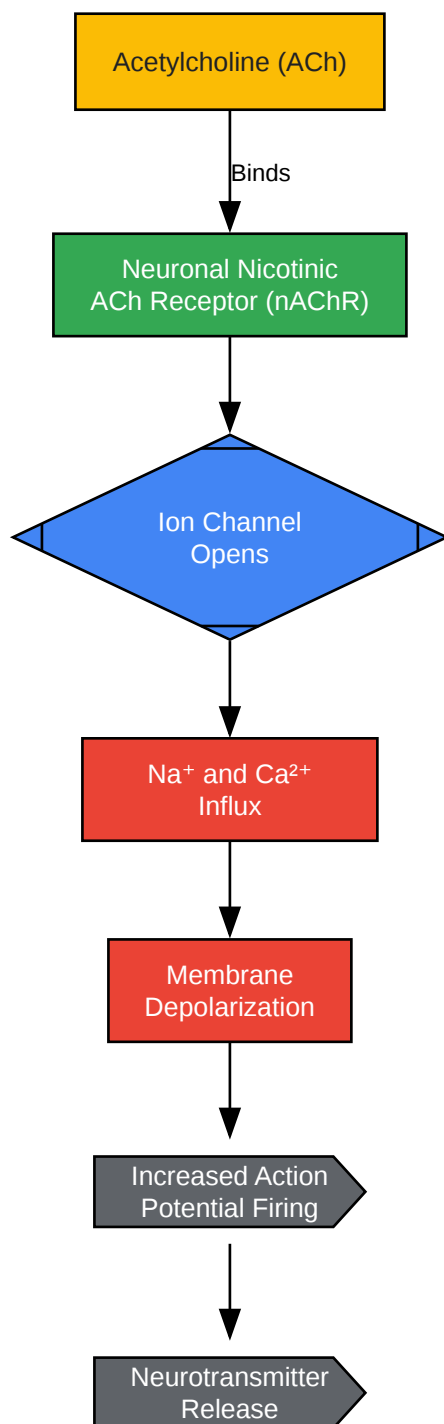 Acetylcholine (ACh)
Binds
Neuronal Nicotinic
ACh Receptor (nAChR)
Ion Channel
Opens
Na⁺ and Ca²⁺
Influx
Membrane
Depolarization
Increased Action
Potential Firing
Neurotransmitter
Release